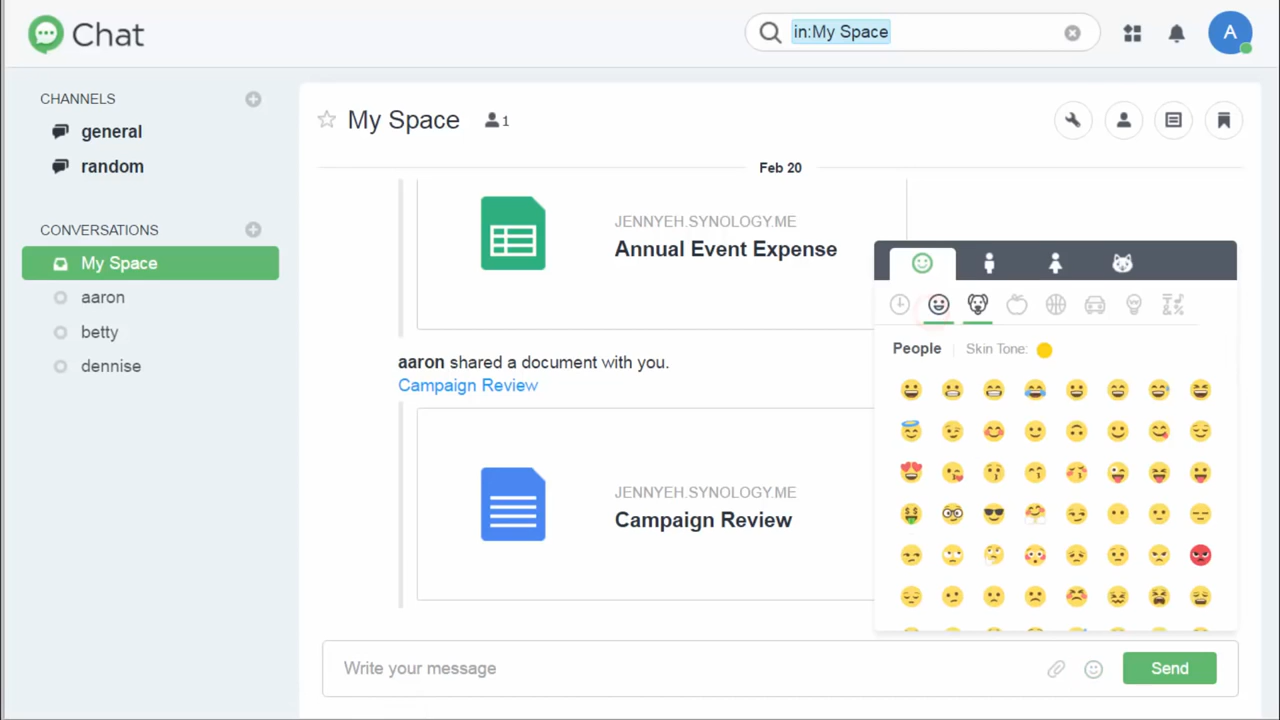 Chat
in:My Space
A
CHANNELS
general
random
CONVERSATIONS
My Space
aaron
betty
dennise
My Space
1
Feb 20
JENNYEH.SYNOLOGY.ME
Annual Event Expense
aaron shared a document with you.
Campaign Review
JENNYEH.SYNOLOGY.ME
Campaign Review
People
Skin Tone:
Write your message
Send